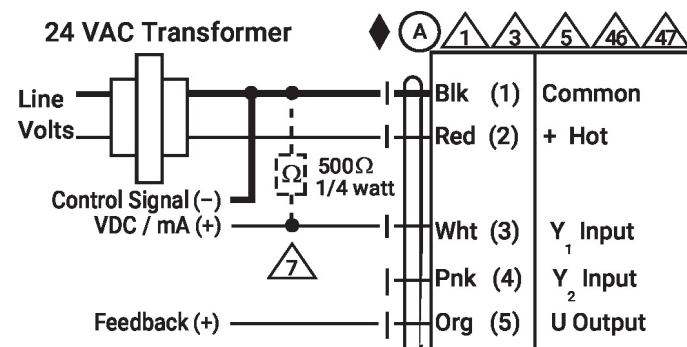 24 VAC Transformer
A 1 3 5 46 47
Line
Volts
Blk (1) Common
Red (2) + Hot
Ω 500Ω
1/4 watt
Control Signal (−)
VDC / mA (+)
Wht (3) Y1 Input
7
Pnk (4) Y2 Input
Feedback (+)
Org (5) U Output